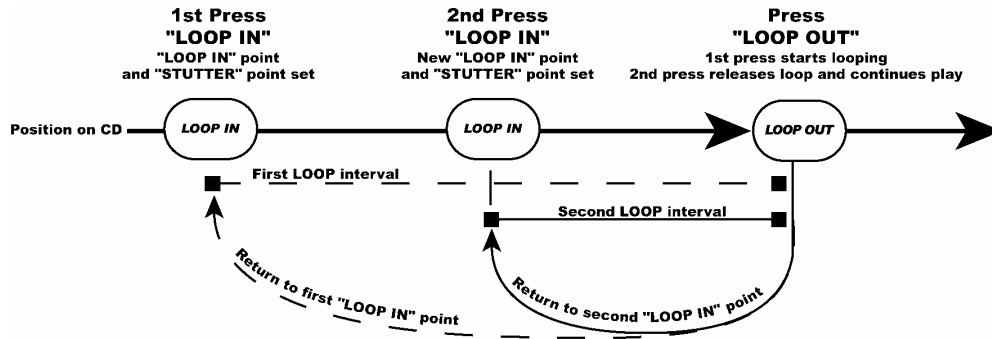 1st Press
"LOOP IN"
"LOOP IN" point
and "STUTTER" point set
2nd Press
"LOOP IN"
New "LOOP IN" point
and "STUTTER" point set
Press
"LOOP OUT"
1st press starts looping
2nd press releases loop and continues play
Position on CD
LOOP IN
LOOP IN
LOOP OUT
First LOOP interval
Second LOOP interval
Return to first "LOOP IN" point
Return to second "LOOP IN" point